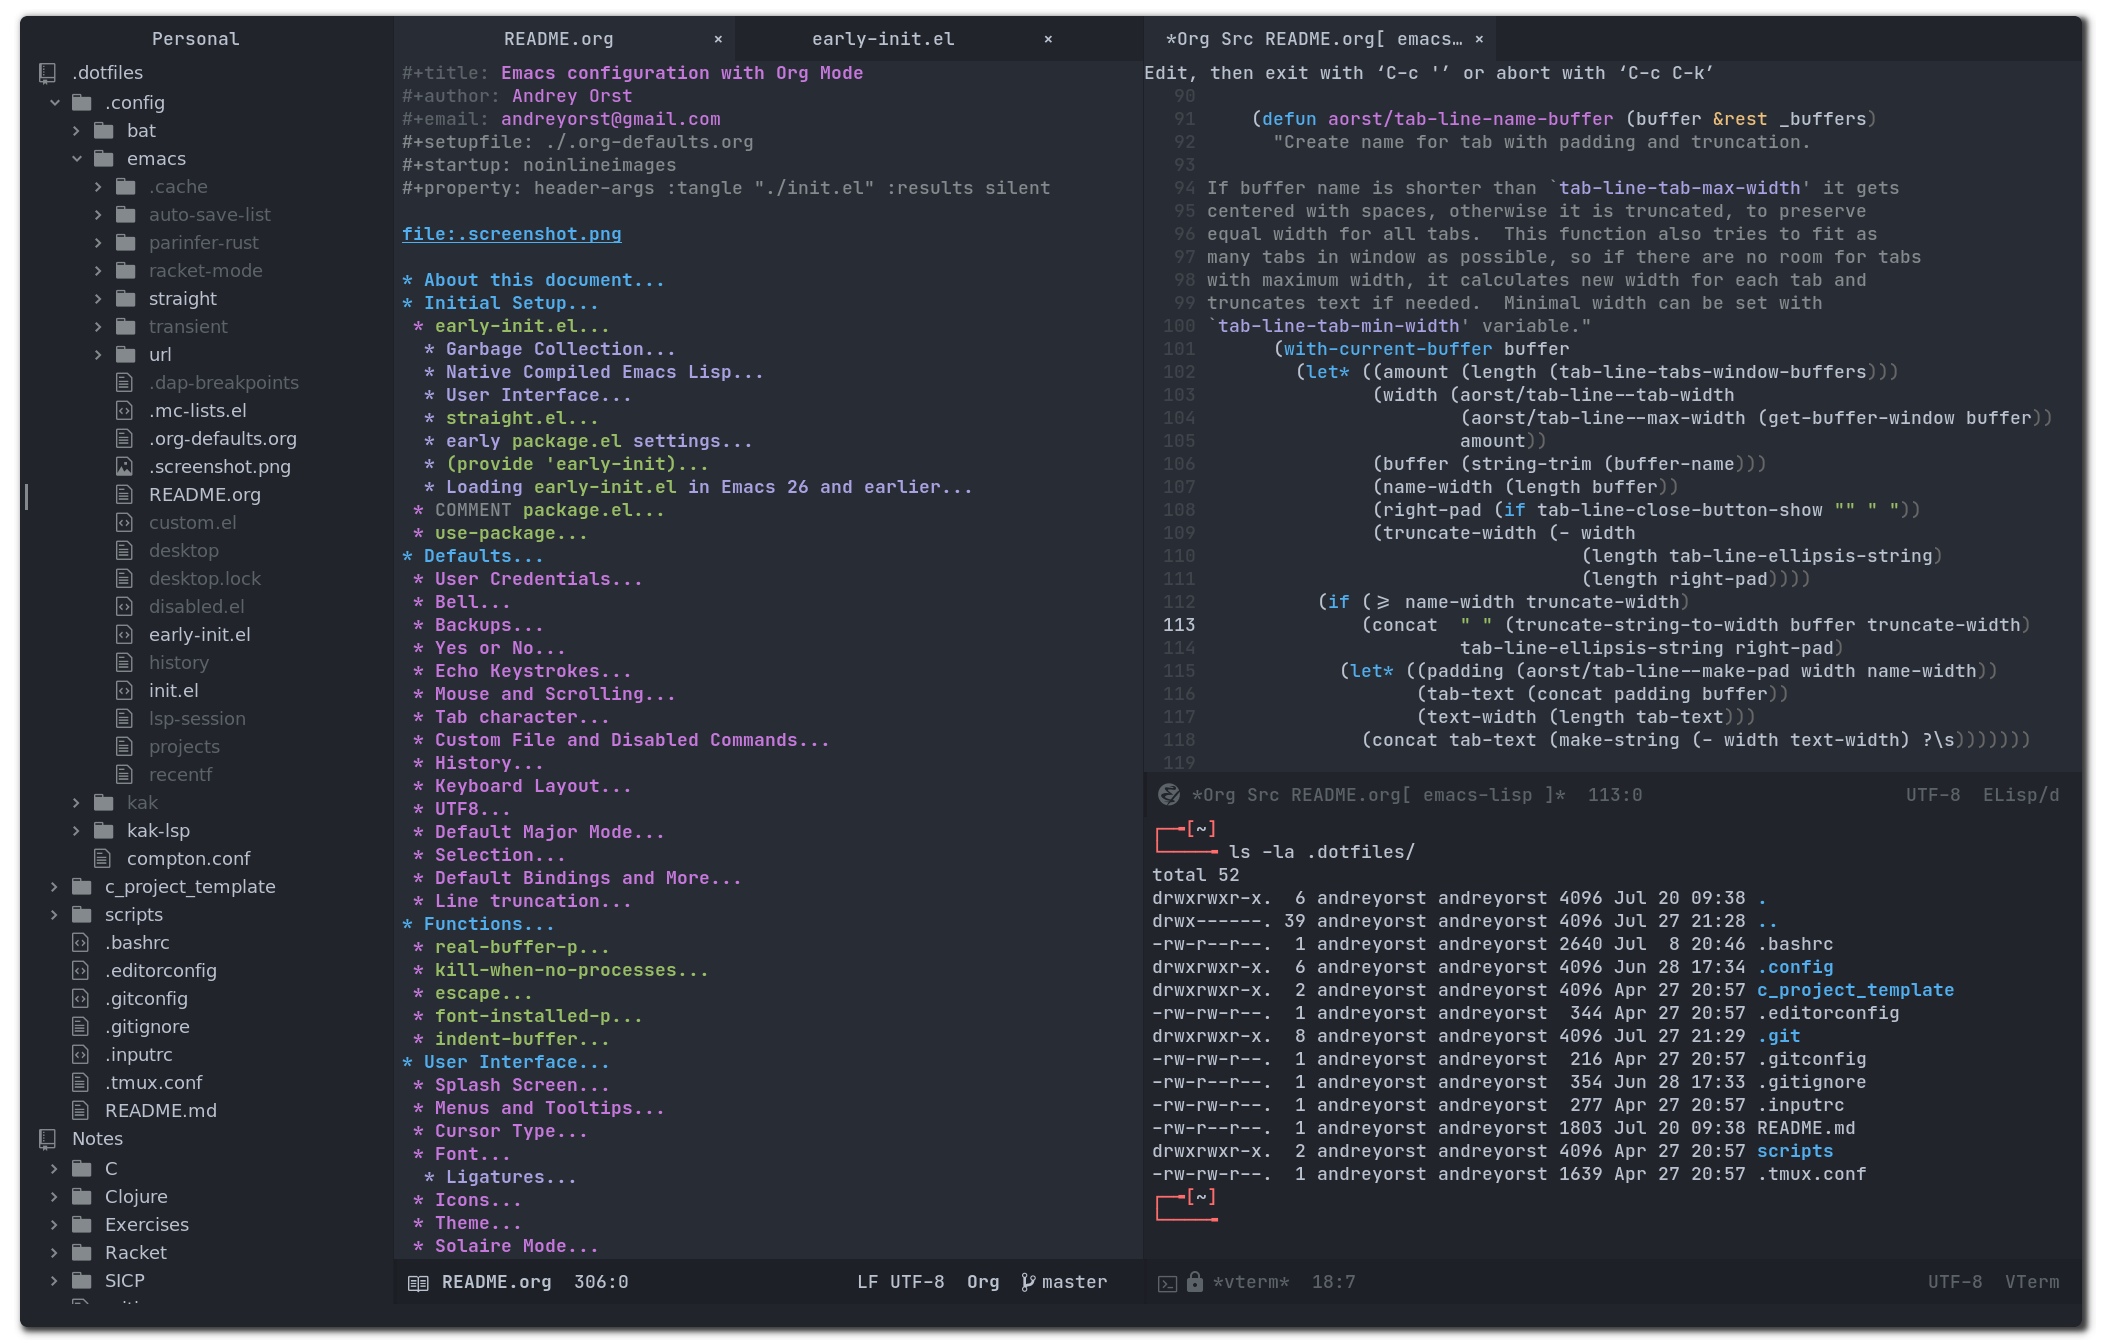 Personal
.dotfiles
.config
bat
emacs
.cache
auto-save-list
parinfer-rust
racket-mode
straight
transient
url
.dap-breakpoints
.mc-lists.el
.org-defaults.org
.screenshot.png
README.org
custom.el
desktop
desktop.lock
disabled.el
early-init.el
history
init.el
lsp-session
projects
recentf
kak
kak-lsp
compton.conf
c_project_template
scripts
.bashrc
.editorconfig
.gitconfig
.gitignore
.inputrc
.tmux.conf
README.md
Notes
C
Clojure
Exercises
Racket
SICP
README.org × early-init.el ×
#+title: Emacs configuration with Org Mode
#+author: Andrey Orst
#+email: andreyorst@gmail.com
#+setupfile: ./.org-defaults.org
#+startup: noinlineimages
#+property: header-args :tangle "./init.el" :results silent
file:.screenshot.png
* About this document...
* Initial Setup...
* early-init.el...
* Garbage Collection...
* Native Compiled Emacs Lisp...
* User Interface...
* straight.el...
* early package.el settings...
* (provide 'early-init)...
* Loading early-init.el in Emacs 26 and earlier...
* COMMENT package.el...
* use-package...
* Defaults...
* User Credentials...
* Bell...
* Backups...
* Yes or No...
* Echo Keystrokes...
* Mouse and Scrolling...
* Tab character...
* Custom File and Disabled Commands...
* History...
* Keyboard Layout...
* UTF8...
* Default Major Mode...
* Selection...
* Default Bindings and More...
* Line truncation...
* Functions...
* real-buffer-p...
* kill-when-no-processes...
* escape...
* font-installed-p...
* indent-buffer...
* User Interface...
* Splash Screen...
* Menus and Tooltips...
* Cursor Type...
* Font...
* Ligatures...
* Icons...
* Theme...
* Solaire Mode...
README.org 306:0 LF UTF-8 Org master
*Org Src README.org[ emacs… ×
Edit, then exit with ‘C-c '’ or abort with ‘C-c C-k’
90
91 (defun aorst/tab-line-name-buffer (buffer &rest _buffers)
92 "Create name for tab with padding and truncation.
93
94 If buffer name is shorter than `tab-line-tab-max-width' it gets
95 centered with spaces, otherwise it is truncated, to preserve
96 equal width for all tabs.  This function also tries to fit as
97 many tabs in window as possible, so if there are no room for tabs
98 with maximum width, it calculates new width for each tab and
99 truncates text if needed.  Minimal width can be set with
100 `tab-line-tab-min-width' variable."
101 (with-current-buffer buffer
102 (let* ((amount (length (tab-line-tabs-window-buffers)))
103 (width (aorst/tab-line--tab-width
104 (aorst/tab-line--max-width (get-buffer-window buffer))
105 amount))
106 (buffer (string-trim (buffer-name)))
107 (name-width (length buffer))
108 (right-pad (if tab-line-close-button-show "" " "))
109 (truncate-width (- width
110 (length tab-line-ellipsis-string)
111 (length right-pad))))
112 (if (⩾ name-width truncate-width)
113 (concat  " " (truncate-string-to-width buffer truncate-width)
114 tab-line-ellipsis-string right-pad)
115 (let* ((padding (aorst/tab-line--make-pad width name-width))
116 (tab-text (concat padding buffer))
117 (text-width (length tab-text)))
118 (concat tab-text (make-string (- width text-width) ?\s)))))))
119
*Org Src README.org[ emacs-lisp ]* 113:0 UTF-8 ELisp/d
┌──╼[~]
└─────╼ ls -la .dotfiles/
total 52
drwxrwxr-x.  6 andreyorst andreyorst 4096 Jul 20 09:38 .
drwx------. 39 andreyorst andreyorst 4096 Jul 27 21:28 ..
-rw-r--r--.  1 andreyorst andreyorst 2640 Jul  8 20:46 .bashrc
drwxrwxr-x.  6 andreyorst andreyorst 4096 Jun 28 17:34 .config
drwxrwxr-x.  2 andreyorst andreyorst 4096 Apr 27 20:57 c_project_template
-rw-rw-r--.  1 andreyorst andreyorst  344 Apr 27 20:57 .editorconfig
drwxrwxr-x.  8 andreyorst andreyorst 4096 Jul 27 21:29 .git
-rw-rw-r--.  1 andreyorst andreyorst  216 Apr 27 20:57 .gitconfig
-rw-r--r--.  1 andreyorst andreyorst  354 Jun 28 17:33 .gitignore
-rw-rw-r--.  1 andreyorst andreyorst  277 Apr 27 20:57 .inputrc
-rw-rw-r--.  1 andreyorst andreyorst 1803 Jul 20 09:38 README.md
drwxrwxr-x.  2 andreyorst andreyorst 4096 Apr 27 20:57 scripts
-rw-rw-r--.  1 andreyorst andreyorst 1639 Apr 27 20:57 .tmux.conf
┌──╼[~]
└─────╼
*vterm* 18:7 UTF-8 VTerm